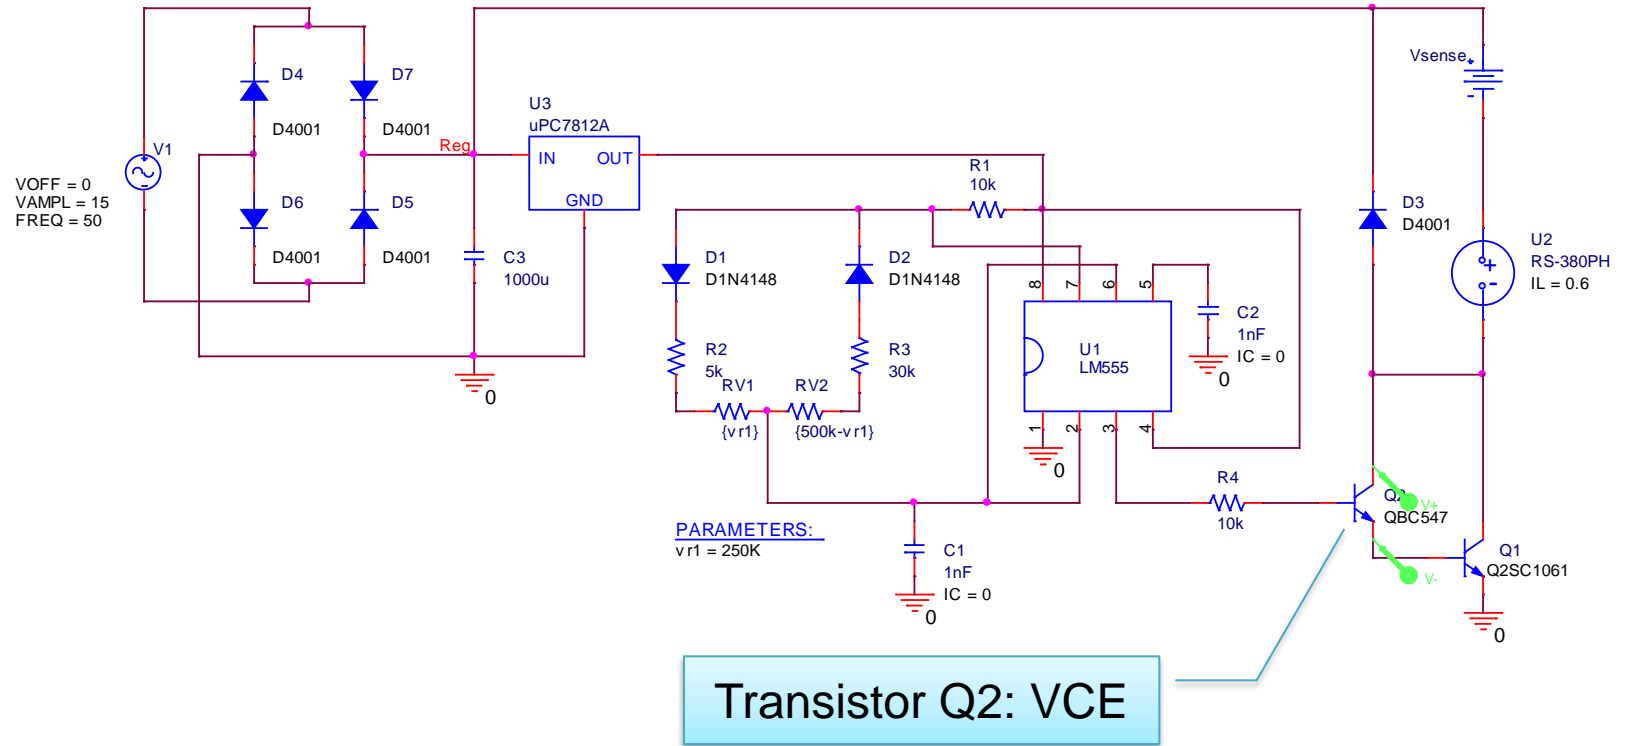 V1
VOFF = 0
VAMPL = 15
FREQ = 50
D4
D4001
D7
D4001
D6
D4001
D5
D4001
Reg
C3
1000u
0
U3
uPC7812A
IN
OUT
GND
R1
10k
D1
D1N4148
D2
D1N4148
R2
5k
R3
30k
RV1
{vr1}
RV2
{500k-vr1}
PARAMETERS:
vr1 = 250K
C1
1nF
IC = 0
0
8
7
6
5
U1
LM555
1
2
3
4
0
C2
1nF
IC = 0
0
R4
10k
Vsense
+
-
D3
D4001
U2
RS-380PH
IL = 0.6
+
-
Q2
QBC547
V+
V-
Q1
Q2SC1061
0
Transistor Q2: VCE